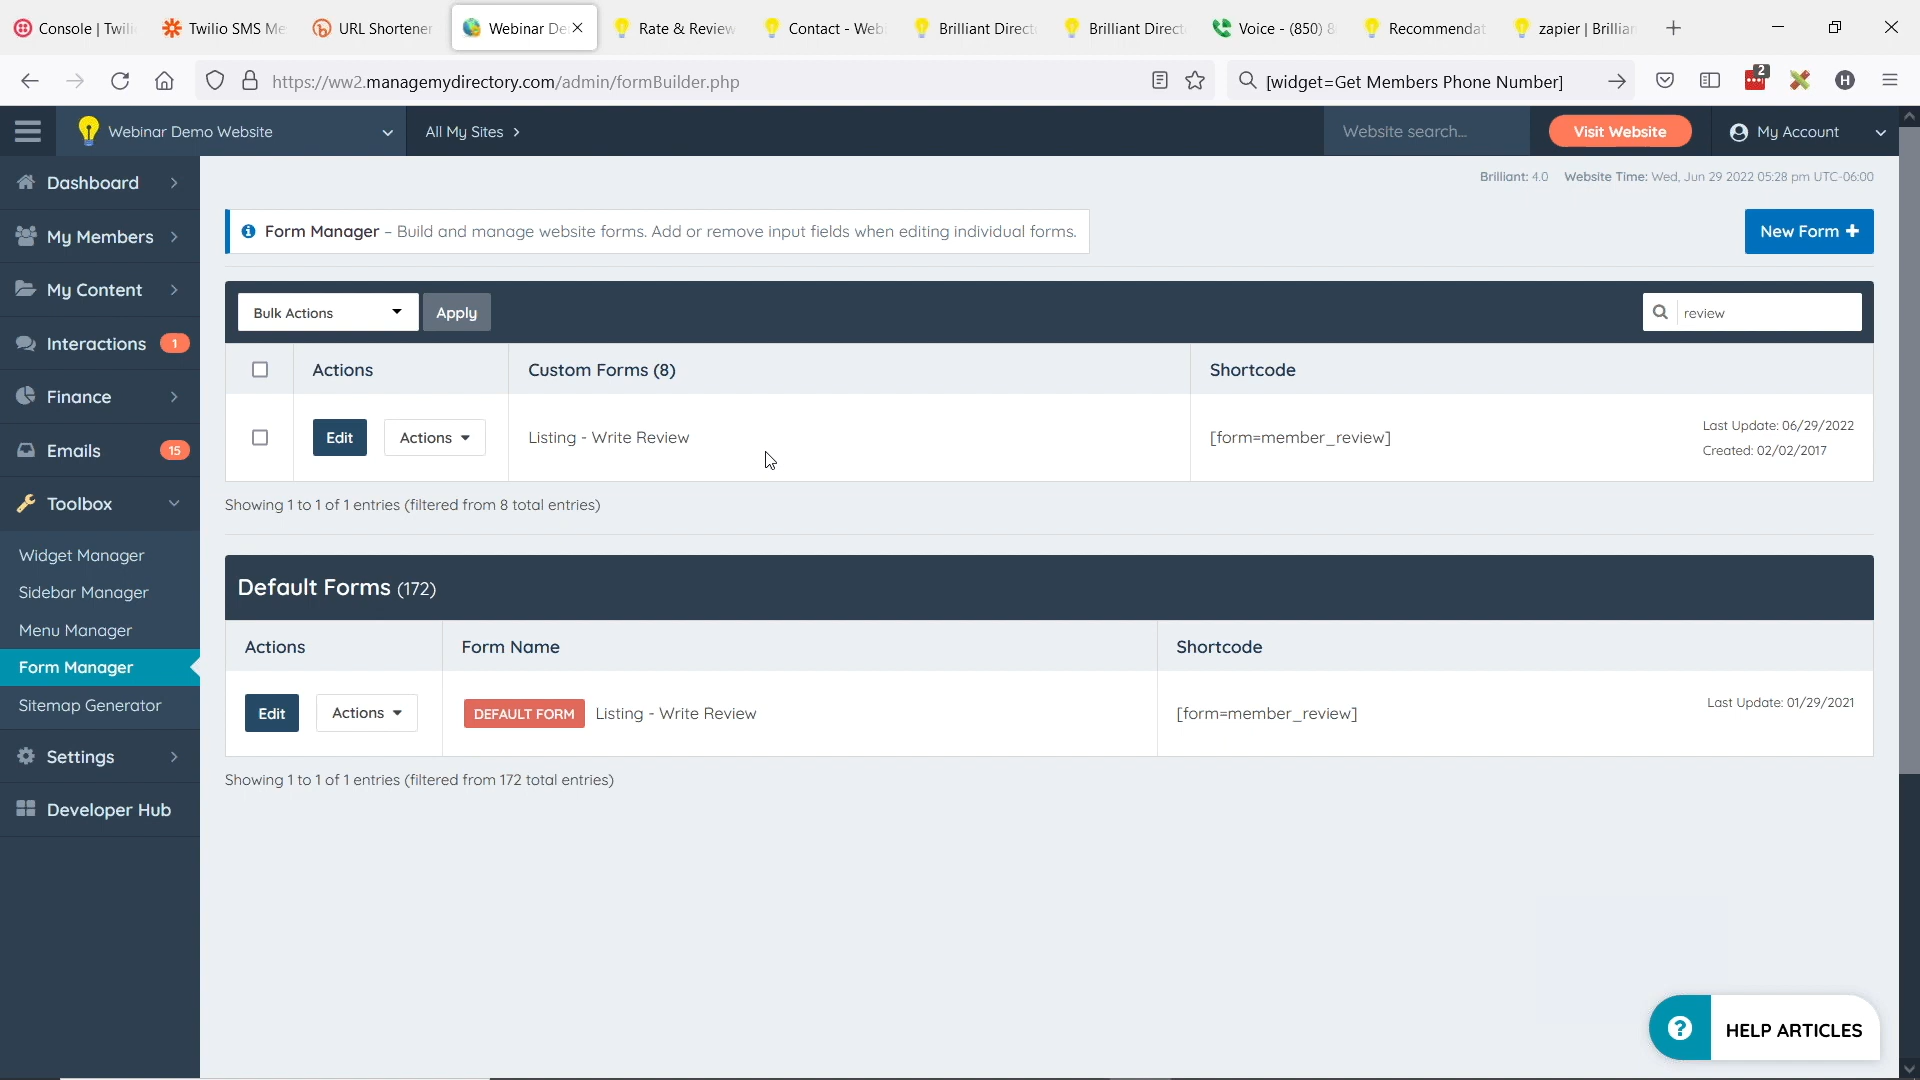 Console | Twili
Twilio SMS Me
URL Shortener
Webinar De
Rate & Review
Contact - Web
Brilliant Direct
Brilliant Direct
Voice - (850) 8
Recommendat
zapier | Brillian
https://ww2.managemydirectory.com/admin/formBuilder.php
[widget=Get Members Phone Number]
2
H
Webinar Demo Website
All My Sites
Website search...
Visit Website
My Account
Brilliant: 4.0 Website Time: Wed, Jun 29 2022 05:28 pm UTC-06:00
Dashboard
My Members
My Content
Interactions 1
Finance
Emails 15
Toolbox
Widget Manager
Sidebar Manager
Menu Manager
Form Manager
Sitemap Generator
Settings
Developer Hub
Form Manager - Build and manage website forms. Add or remove input fields when editing individual forms.
New Form +
Bulk Actions
Apply
review
Actions
Custom Forms (8)
Shortcode
Edit
Actions
Listing - Write Review
[form=member_review]
Last Update: 06/29/2022
Created: 02/02/2017
Showing 1 to 1 of 1 entries (filtered from 8 total entries)
Default Forms (172)
Actions
Form Name
Shortcode
Edit
Actions
DEFAULT FORM Listing - Write Review
[form=member_review]
Last Update: 01/29/2021
Showing 1 to 1 of 1 entries (filtered from 172 total entries)
? HELP ARTICLES